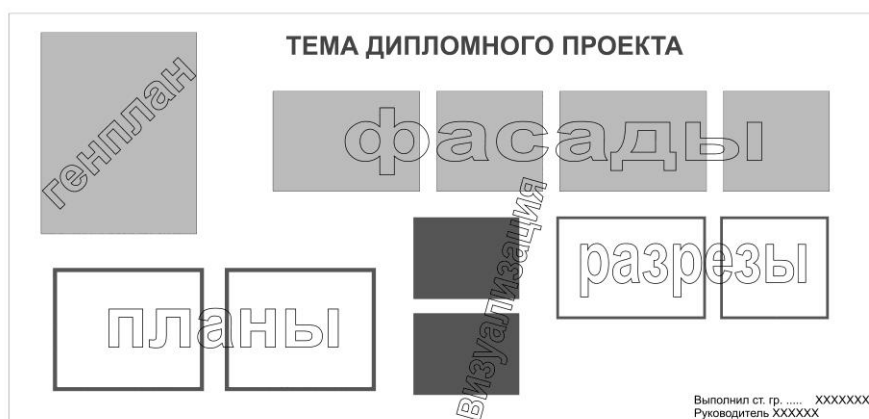 ТЕМА ДИПЛОМНОГО ПРОЕКТА
генплан
фасады
визуализация
разрезы
планы
Выполнил ст. гр. ..... XXXXXXX
Руководитель XXXXXX